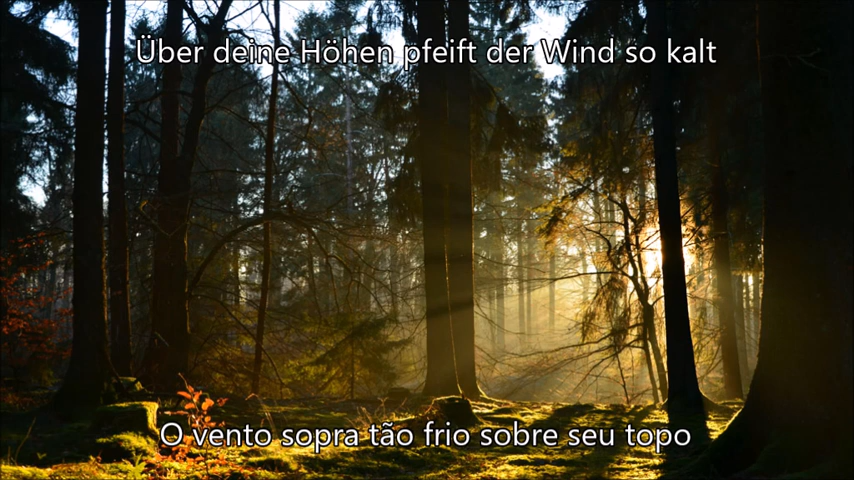 Über deine Höhen pfeift der Wind so kalt
O vento sopra tão frio sobre seu topo